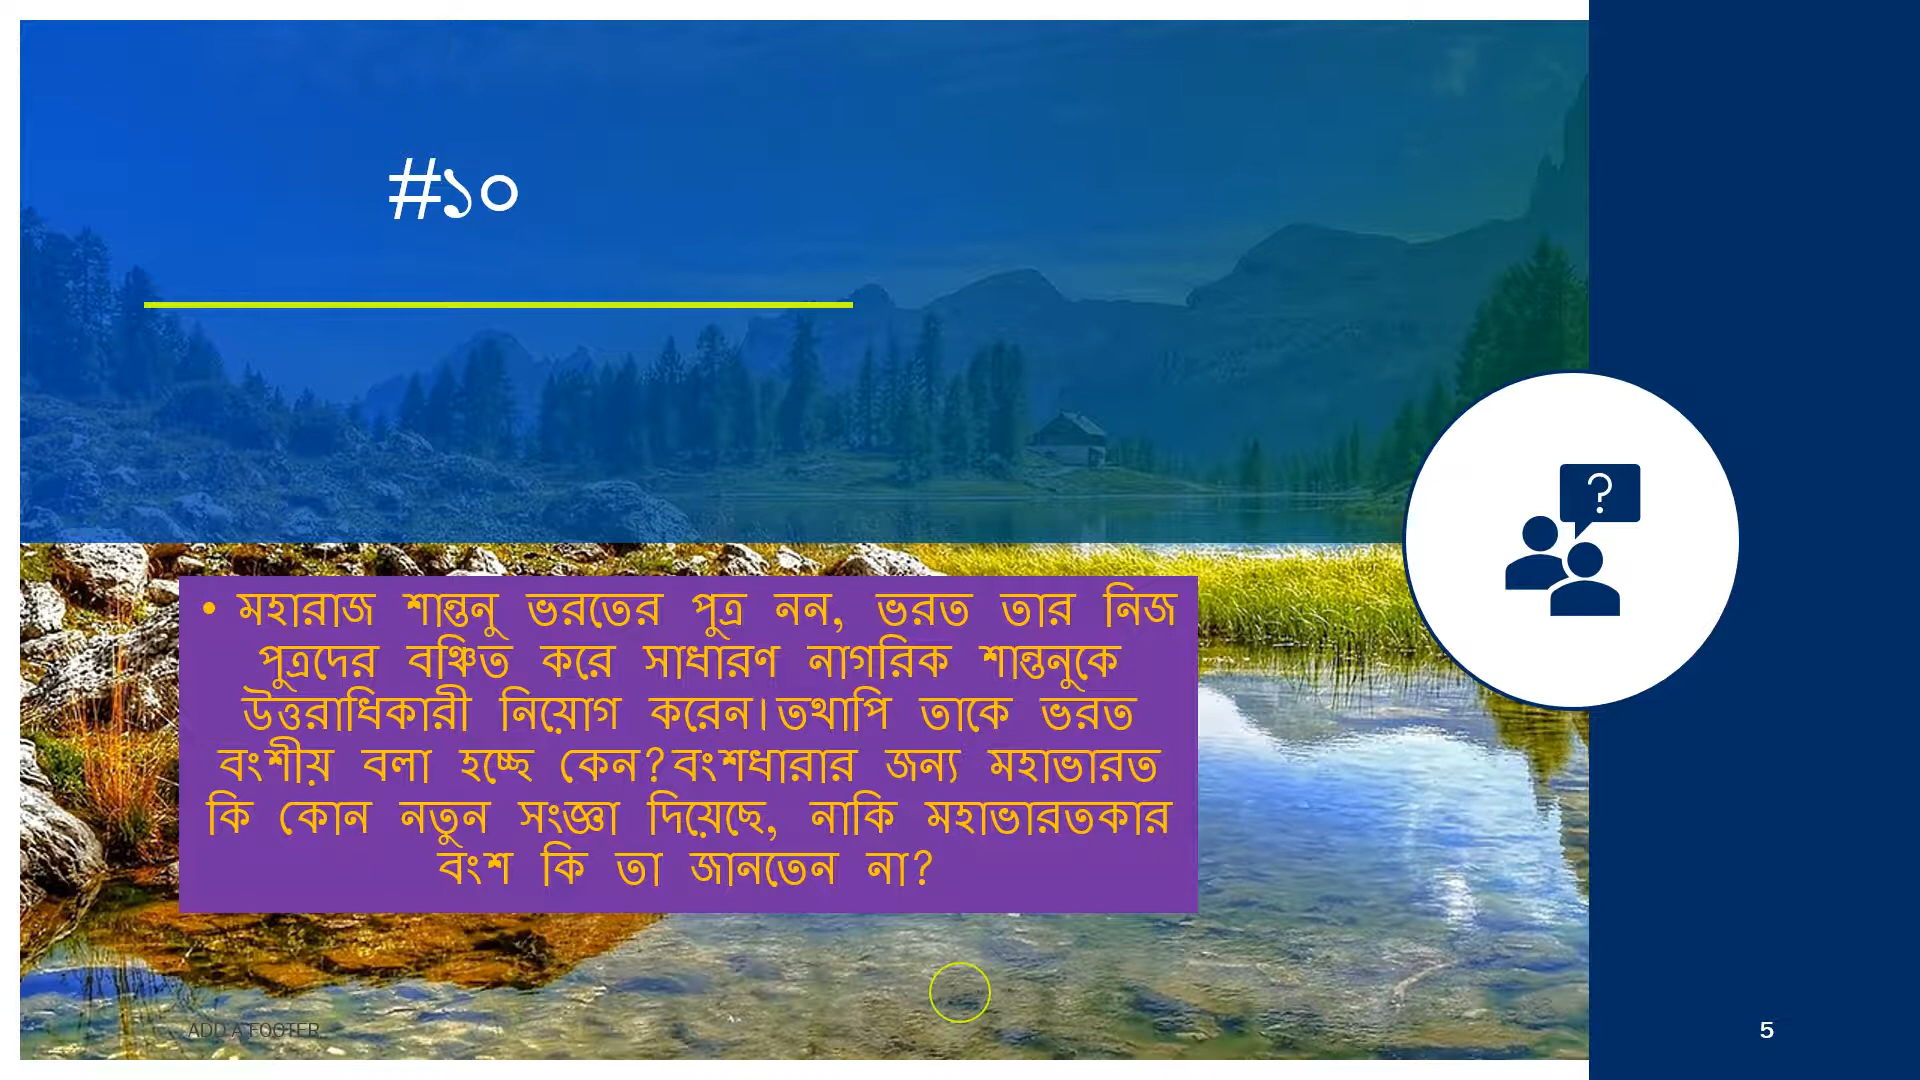 #১০
• মহারাজ শান্তনু ভরতের পুত্র নন, ভরত তার নিজ
পুত্রদের বঞ্চিত করে সাধারণ নাগরিক শান্তনুকে
উত্তরাধিকারী নিয়োগ করেন।তথাপি তাকে ভরত
বংশীয় বলা হচ্ছে কেন?বংশধারার জন্য মহাভারত
কি কোন নতুন সংজ্ঞা দিয়েছে, নাকি মহাভারতকার
বংশ কি তা জানতেন না?
?
ADD A FOOTER
5